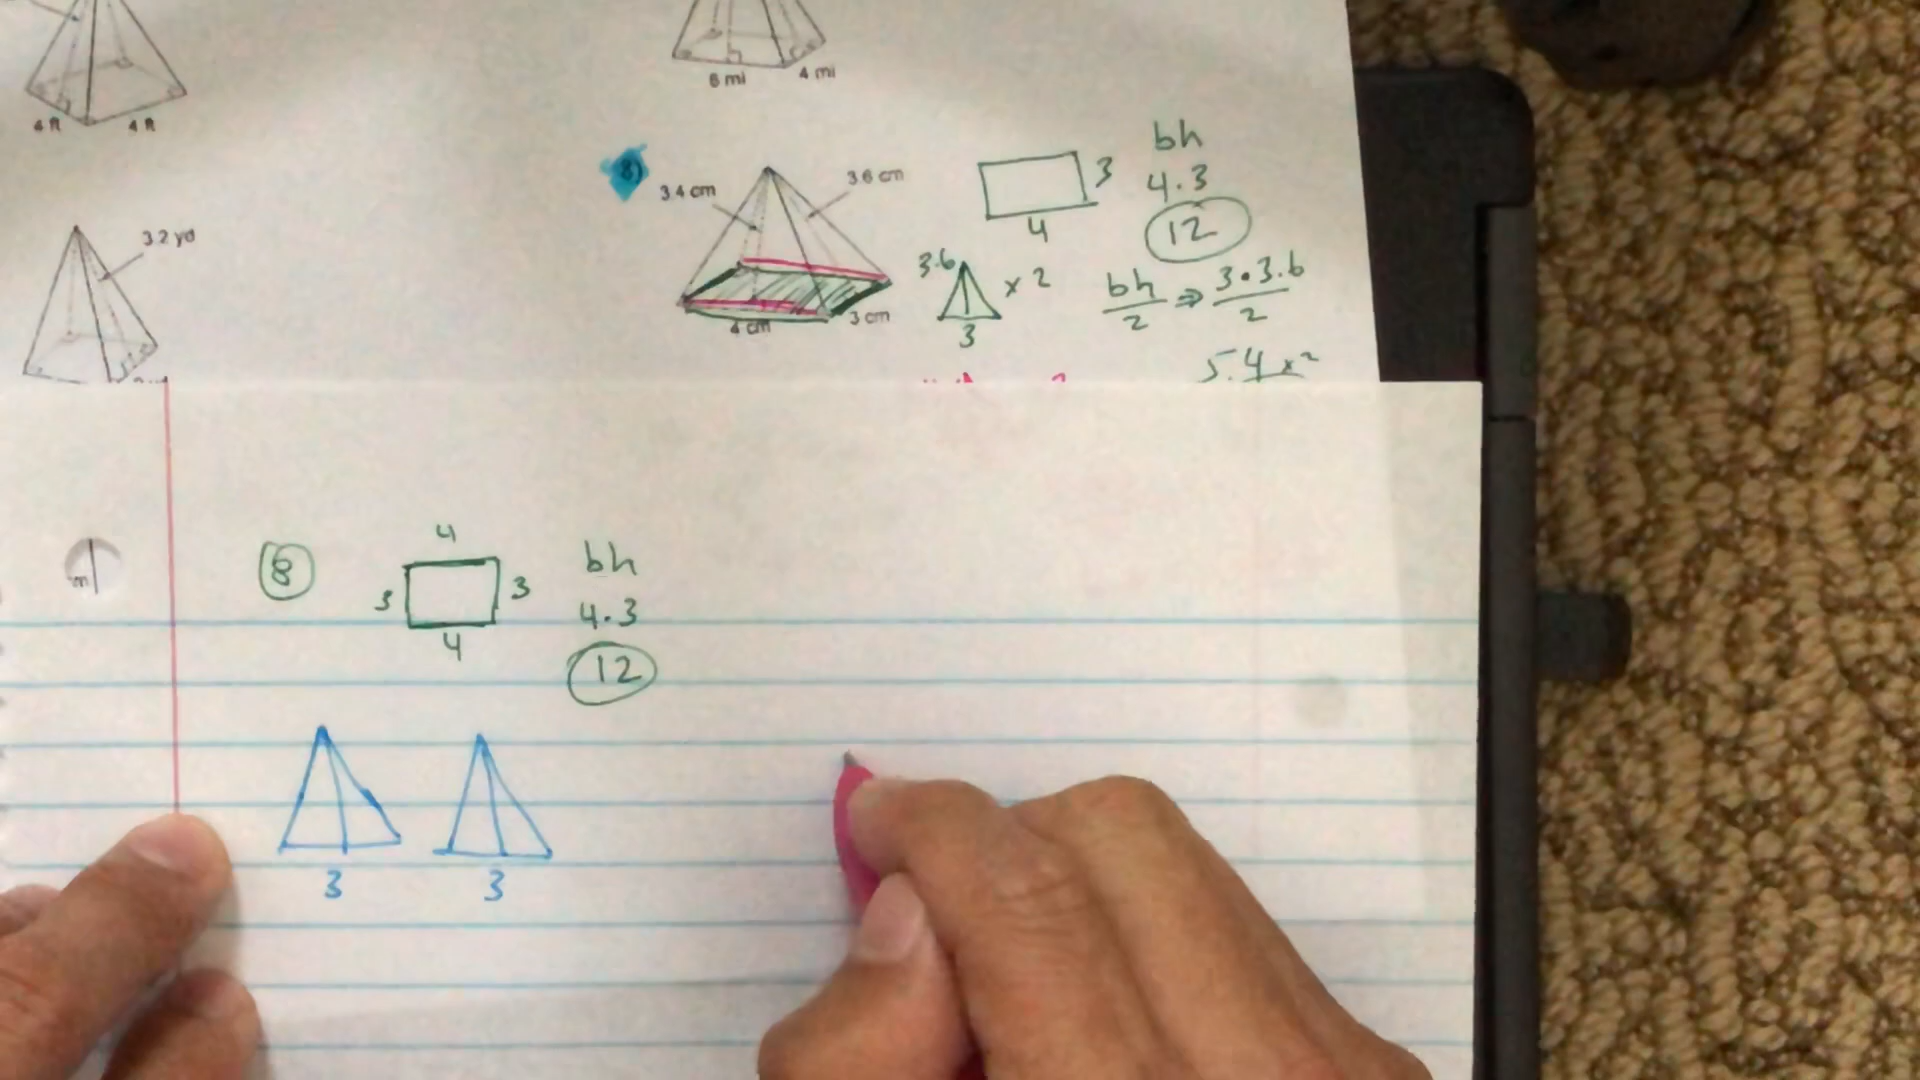 6 mi 4 mi
4 ft 4 ft
8) 3.4 cm 3.6 cm
4 cm 3 cm
3.2 yd
3
4
bh
4.3
12
3.6 x 2
3
bh/2 ⇒ 3•3.6/2
5.4 x 2
8
4
3 3
4
bh
4.3
12
3 3